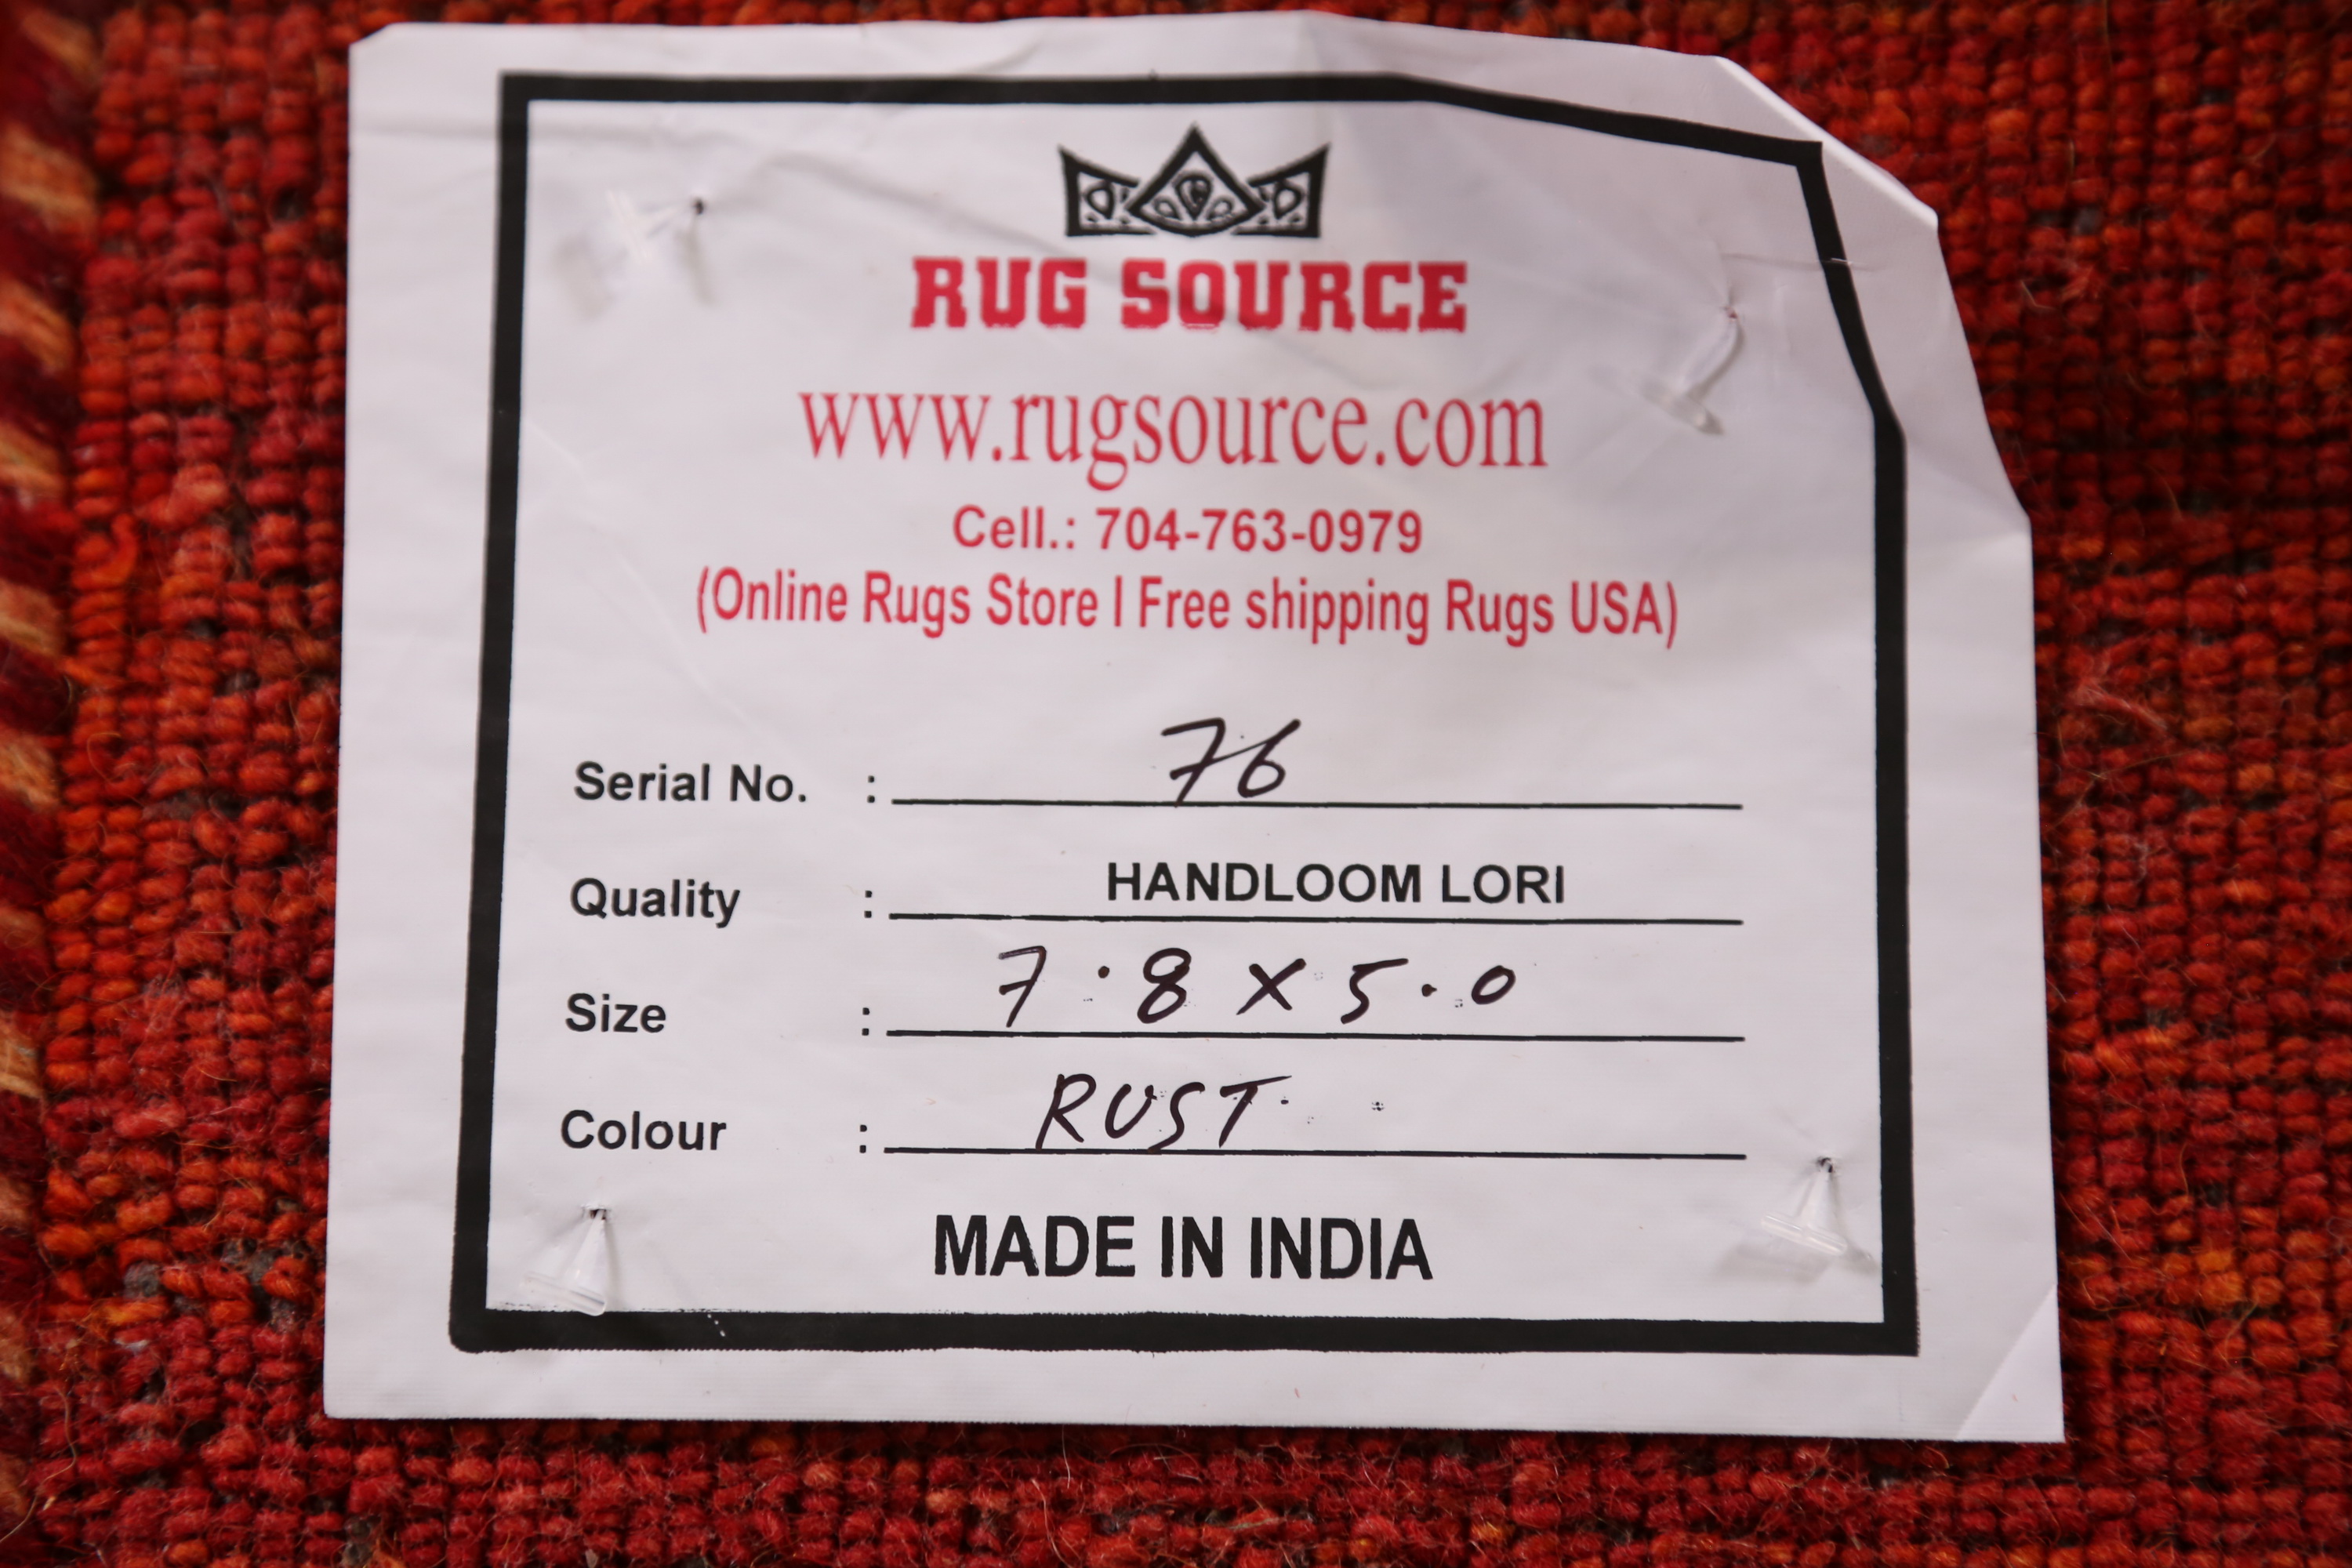 RUG SOURCE
www.rugsource.com
Cell.: 704-763-0979
(Online Rugs Store I Free shipping Rugs USA)
Serial No. : 76
Quality : HANDLOOM LORI
Size : 7.8 x 5.0
Colour : RUST
MADE IN INDIA